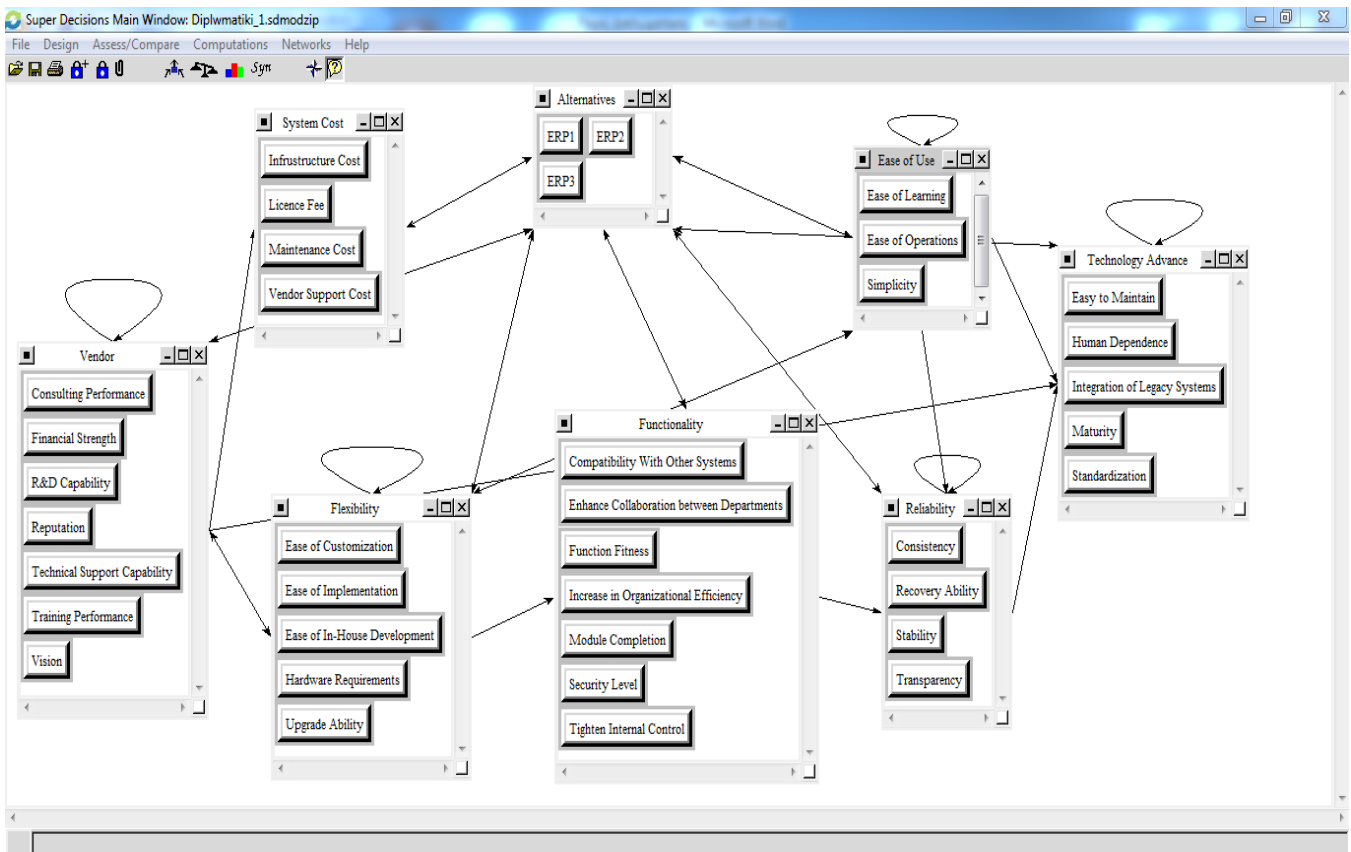 Super Decisions Main Window: Diplwmatiki_1.sdmodzip
File Design Assess/Compare Computations Networks Help
Syn
Alternatives
ERP1 ERP2
ERP3
System Cost
Infrustructure Cost
Licence Fee
Maintenance Cost
Vendor Support Cost
Ease of Use
Ease of Learning
Ease of Operations
Simplicity
Technology Advance
Easy to Maintain
Human Dependence
Integration of Legacy Systems
Maturity
Standardization
Vendor
Consulting Performance
Financial Strength
R&D Capability
Reputation
Technical Support Capability
Training Performance
Vision
Flexibility
Ease of Customization
Ease of Implementation
Ease of In-House Development
Hardware Requirements
Upgrade Ability
Functionality
Compatibility With Other Systems
Enhance Collaboration between Departments
Function Fitness
Increase in Organizational Efficiency
Module Completion
Security Level
Tighten Internal Control
Reliability
Consistency
Recovery Ability
Stability
Transparency